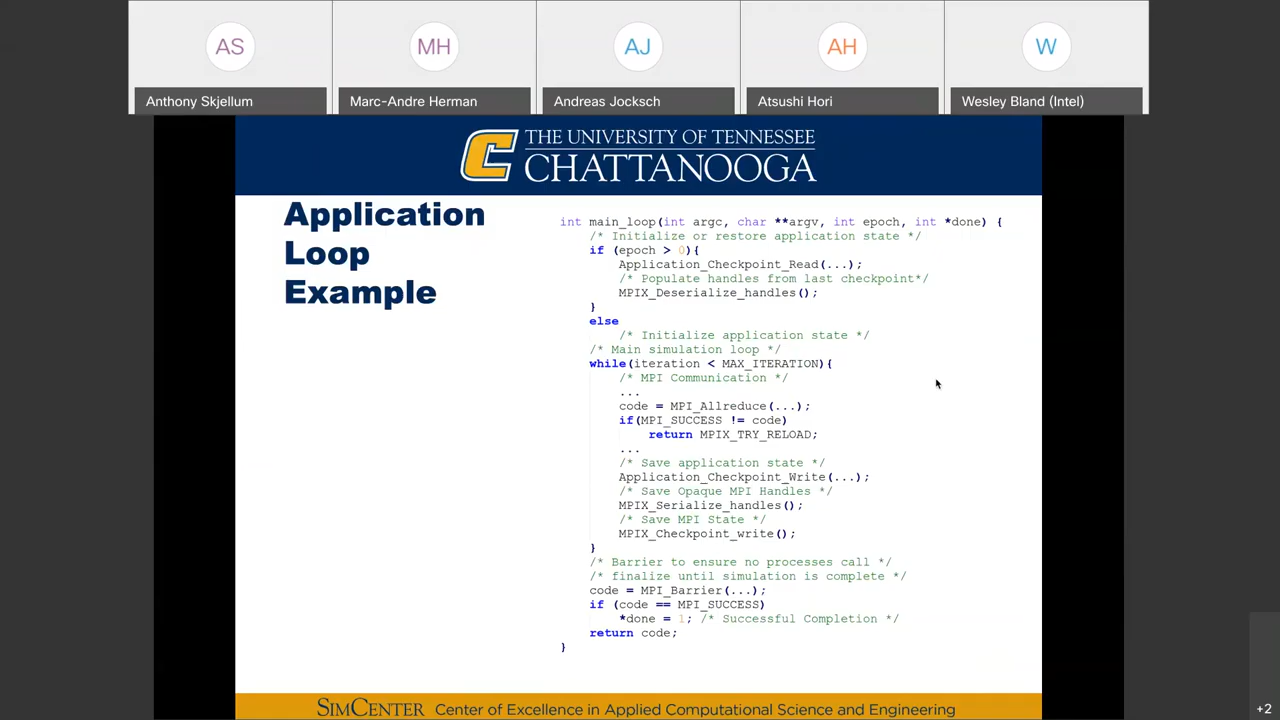 AS
MH
AJ
AH
W
Anthony Skjellum
Marc-Andre Herman
Andreas Jocksch
Atsushi Hori
Wesley Bland (Intel)
C THE UNIVERSITY OF TENNESSEE
CHATTANOOGA
Application
Loop
Example
int main_loop(int argc, char **argv, int epoch, int *done) {
/* Initialize or restore application state */
if (epoch > 0){
Application_Checkpoint_Read(...);
/* Populate handles from last checkpoint*/
MPIX_Deserialize_handles();
}
else
/* Initialize application state */
/* Main simulation loop */
while(iteration < MAX_ITERATION){
/* MPI Communication */
...
code = MPI_Allreduce(...);
if(MPI_SUCCESS != code)
return MPIX_TRY_RELOAD;
...
/* Save application state */
Application_Checkpoint_Write(...);
/* Save Opaque MPI Handles */
MPIX_Serialize_handles();
/* Save MPI State */
MPIX_Checkpoint_write();
}
/* Barrier to ensure no processes call */
/* finalize until simulation is complete */
code = MPI_Barrier(...);
if (code == MPI_SUCCESS)
*done = 1; /* Successful Completion */
return code;
}
SIMCENTER Center of Excellence in Applied Computational Science and Engineering
+2